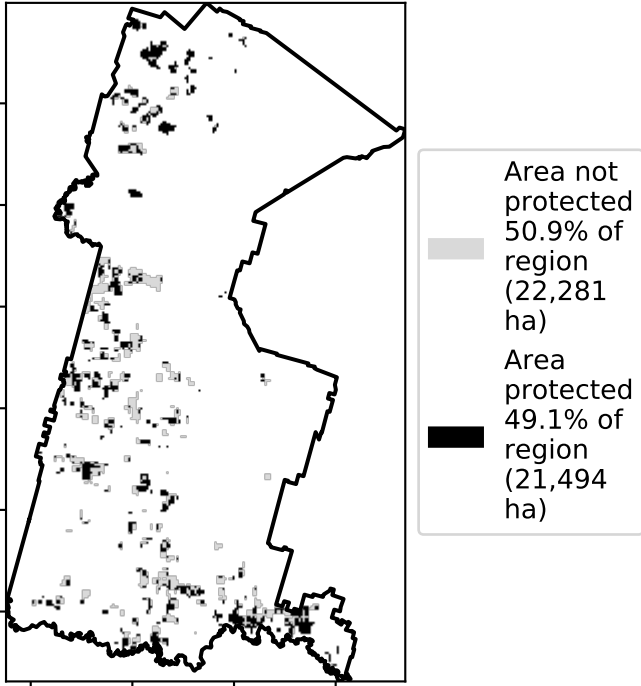 Area not
protected
50.9% of
region
(22,281
ha)
Area
protected
49.1% of
region
(21,494
ha)